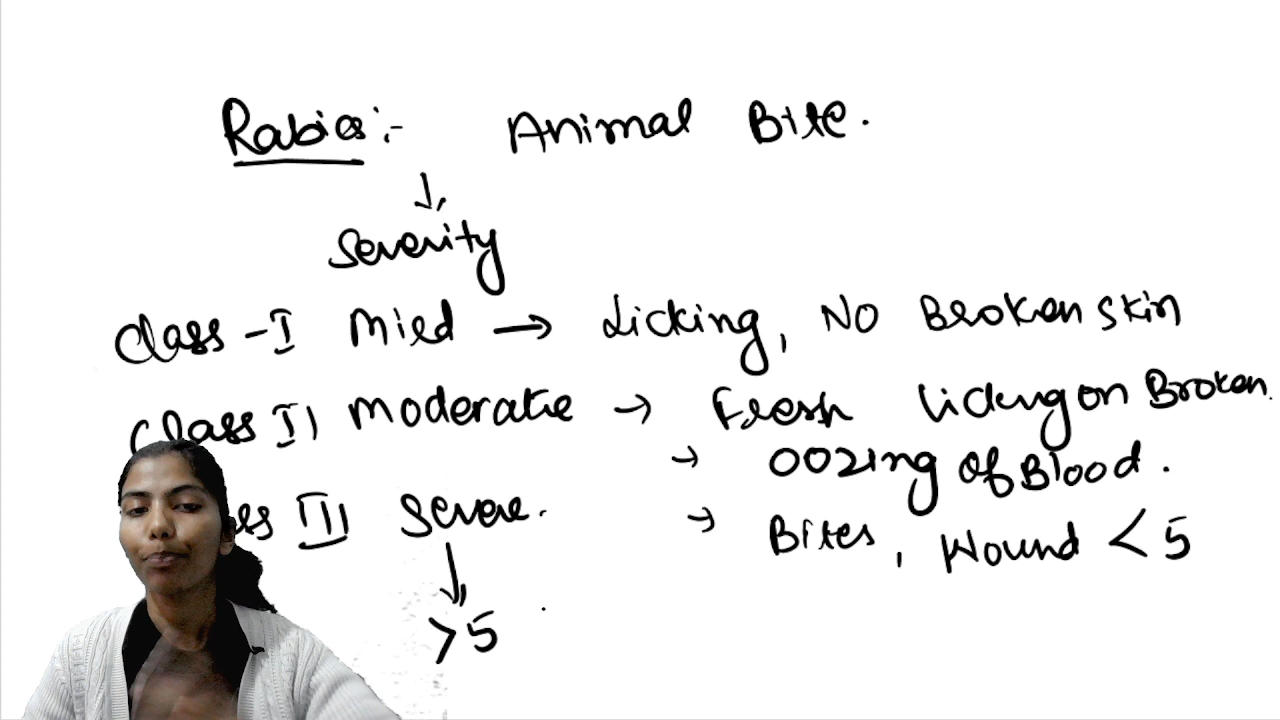 Rabies:- Animal Bite.
↓
Severity
Class -I Mild → Licking, No Broken skin
Class II Moderate → Fresh licking on Broken.
→ Oozing of Blood.
ss III Severe. → Bites, Wound < 5
↓
> 5